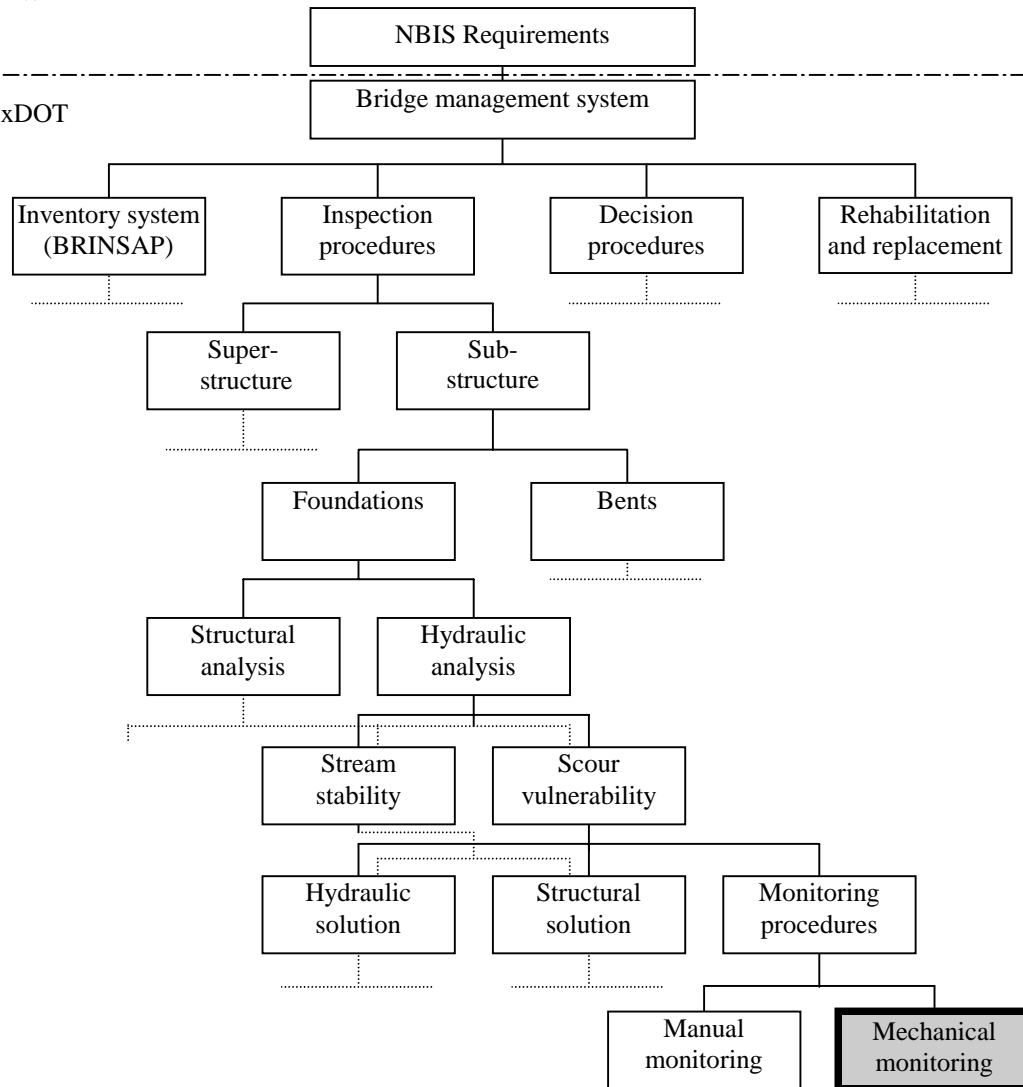 NBIS Requirements
xDOT
Bridge management system
Inventory system
(BRINSAP)
Inspection
procedures
Decision
procedures
Rehabilitation
and replacement
Super-
structure
Sub-
structure
Foundations
Bents
Structural
analysis
Hydraulic
analysis
Stream
stability
Scour
vulnerability
Hydraulic
solution
Structural
solution
Monitoring
procedures
Manual
monitoring
Mechanical
monitoring